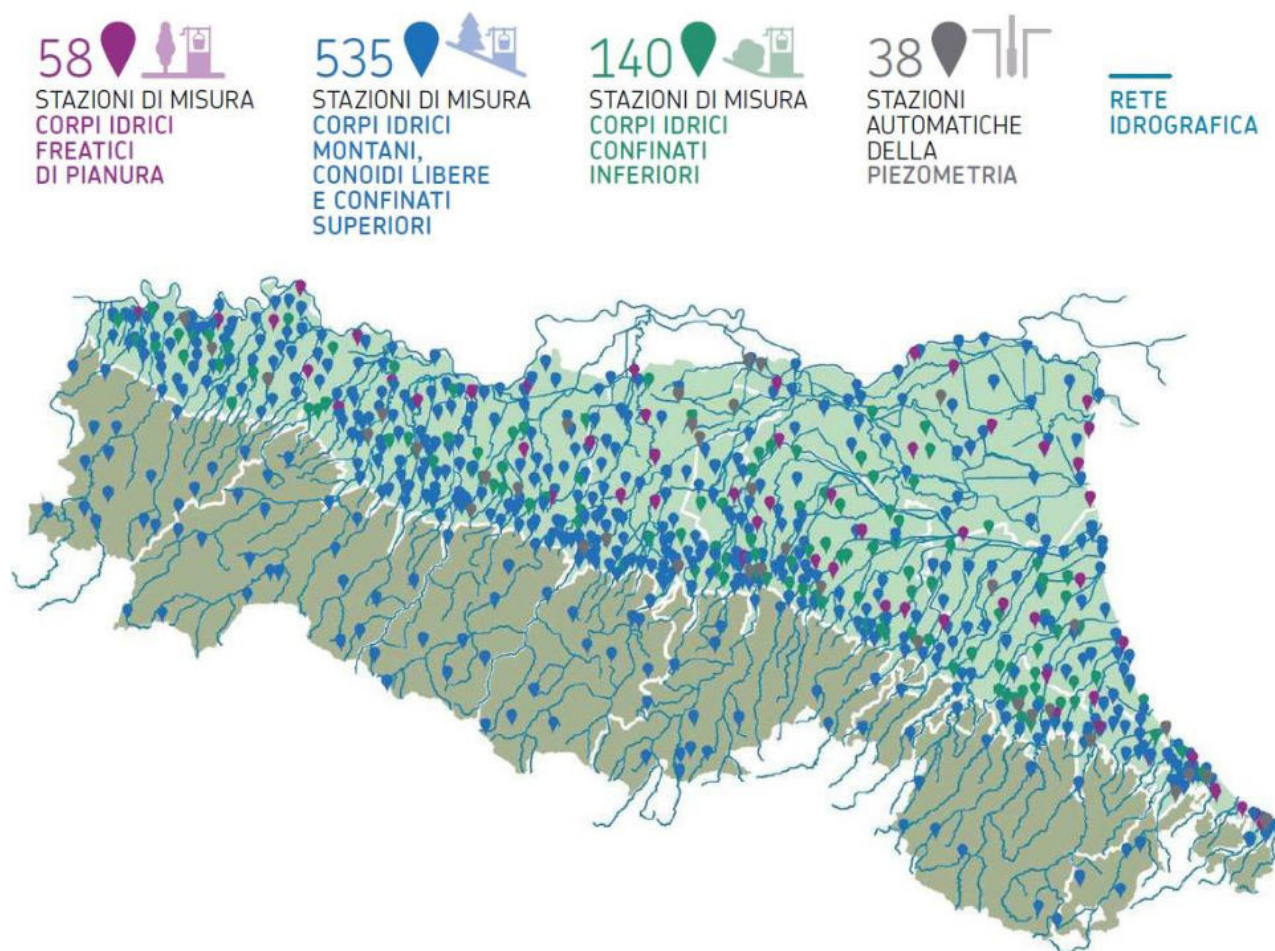 58
STAZIONI DI MISURA
CORPI IDRICI
FREATICI
DI PIANURA
535
STAZIONI DI MISURA
CORPI IDRICI
MONTANI,
CONOIDI LIBERE
E CONFINATI
SUPERIORI
140
STAZIONI DI MISURA
CORPI IDRICI
CONFINATI
INFERIORI
38
STAZIONI
AUTOMATICHE
DELLA
PIEZOMETRIA
RETE
IDROGRAFICA